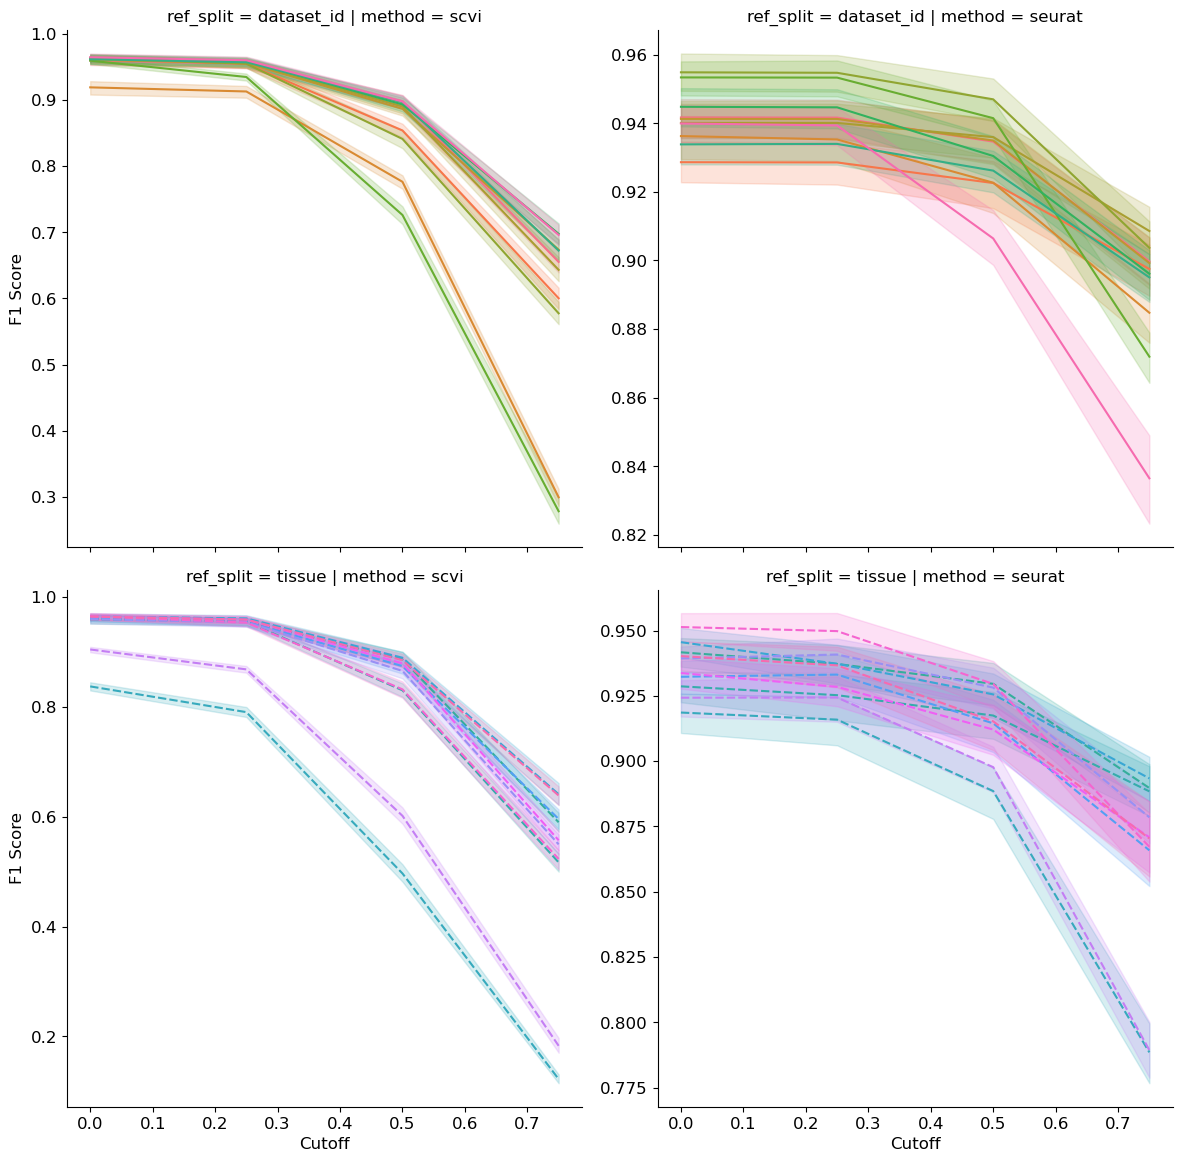 ref_split = dataset_id | method = scvi
1.0
0.9
0.8
0.7
0.6
0.5
0.4
0.3
F1 Score
ref_split = dataset_id | method = seurat
0.96
0.94
0.92
0.90
0.88
0.86
0.84
0.82
ref_split = tissue | method = scvi
1.0
0.8
0.6
0.4
0.2
F1 Score
0.0 0.1 0.2 0.3 0.4 0.5 0.6 0.7
Cutoff
ref_split = tissue | method = seurat
0.950
0.925
0.900
0.875
0.850
0.825
0.800
0.775
0.0 0.1 0.2 0.3 0.4 0.5 0.6 0.7
Cutoff